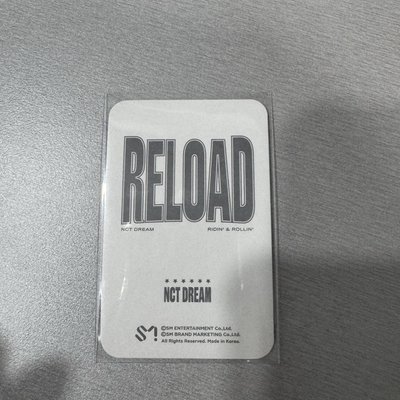 RELOAD
NCT DREAM RIDIN' & ROLLIN'
★★★★★★
NCT DREAM
SM ©SM ENTERTAINMENT Co.,Ltd.
©SM BRAND MARKETING Co.,Ltd.
All Rights Reserved. Made in Korea.